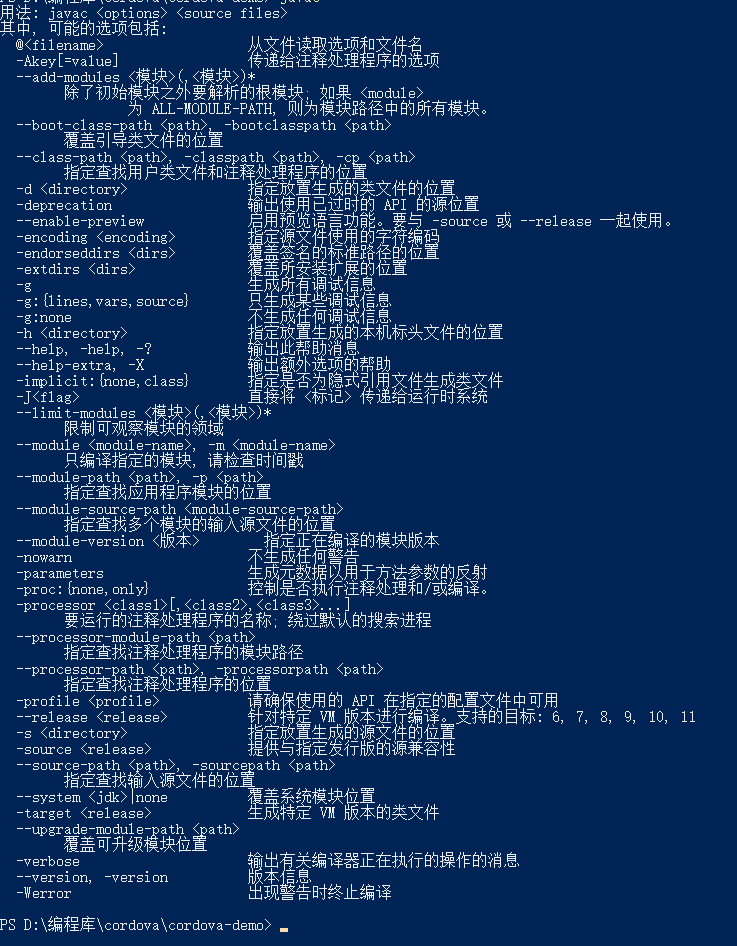 用法: javac <options> <source files>
其中, 可能的选项包括:
@<filename> 从文件读取选项和文件名
-Akey[=value] 传递给注释处理程序的选项
--add-modules <模块>(,<模块>)*
除了初始模块之外要解析的根模块; 如果 <module>
为 ALL-MODULE-PATH, 则为模块路径中的所有模块。
--boot-class-path <path>, -bootclasspath <path>
覆盖引导类文件的位置
--class-path <path>, -classpath <path>, -cp <path>
指定查找用户类文件和注释处理程序的位置
-d <directory> 指定放置生成的类文件的位置
-deprecation 输出使用已过时的 API 的源位置
--enable-preview 启用预览语言功能。要与 -source 或 --release 一起使用。
-encoding <encoding> 指定源文件使用的字符编码
-endorseddirs <dirs> 覆盖签名的标准路径的位置
-extdirs <dirs> 覆盖所安装扩展的位置
-g 生成所有调试信息
-g:{lines,vars,source} 只生成某些调试信息
-g:none 不生成任何调试信息
-h <directory> 指定放置生成的本机标头文件的位置
--help, -help, -? 输出此帮助消息
--help-extra, -X 输出额外选项的帮助
-implicit:{none,class} 指定是否为隐式引用文件生成类文件
-J<flag> 直接将 <标记> 传递给运行时系统
--limit-modules <模块>(,<模块>)*
限制可观察模块的领域
--module <module-name>, -m <module-name>
只编译指定的模块, 请检查时间戳
--module-path <path>, -p <path>
指定查找应用程序模块的位置
--module-source-path <module-source-path>
指定查找多个模块的输入源文件的位置
--module-version <版本> 指定正在编译的模块版本
-nowarn 不生成任何警告
-parameters 生成元数据以用于方法参数的反射
-proc:{none,only} 控制是否执行注释处理和/或编译。
-processor <class1>[,<class2>,<class3>...]
要运行的注释处理程序的名称; 绕过默认的搜索进程
--processor-module-path <path>
指定查找注释处理程序的模块路径
--processor-path <path>, -processorpath <path>
指定查找注释处理程序的位置
-profile <profile> 请确保使用的 API 在指定的配置文件中可用
--release <release> 针对特定 VM 版本进行编译。支持的目标: 6, 7, 8, 9, 10, 11
-s <directory> 指定放置生成的源文件的位置
-source <release> 提供与指定发行版的源兼容性
--source-path <path>, -sourcepath <path>
指定查找输入源文件的位置
--system <jdk>|none 覆盖系统模块位置
-target <release> 生成特定 VM 版本的类文件
--upgrade-module-path <path>
覆盖可升级模块位置
-verbose 输出有关编译器正在执行的操作的消息
--version, -version 版本信息
-Werror 出现警告时终止编译
PS D:\编程库\cordova\cordova-demo>